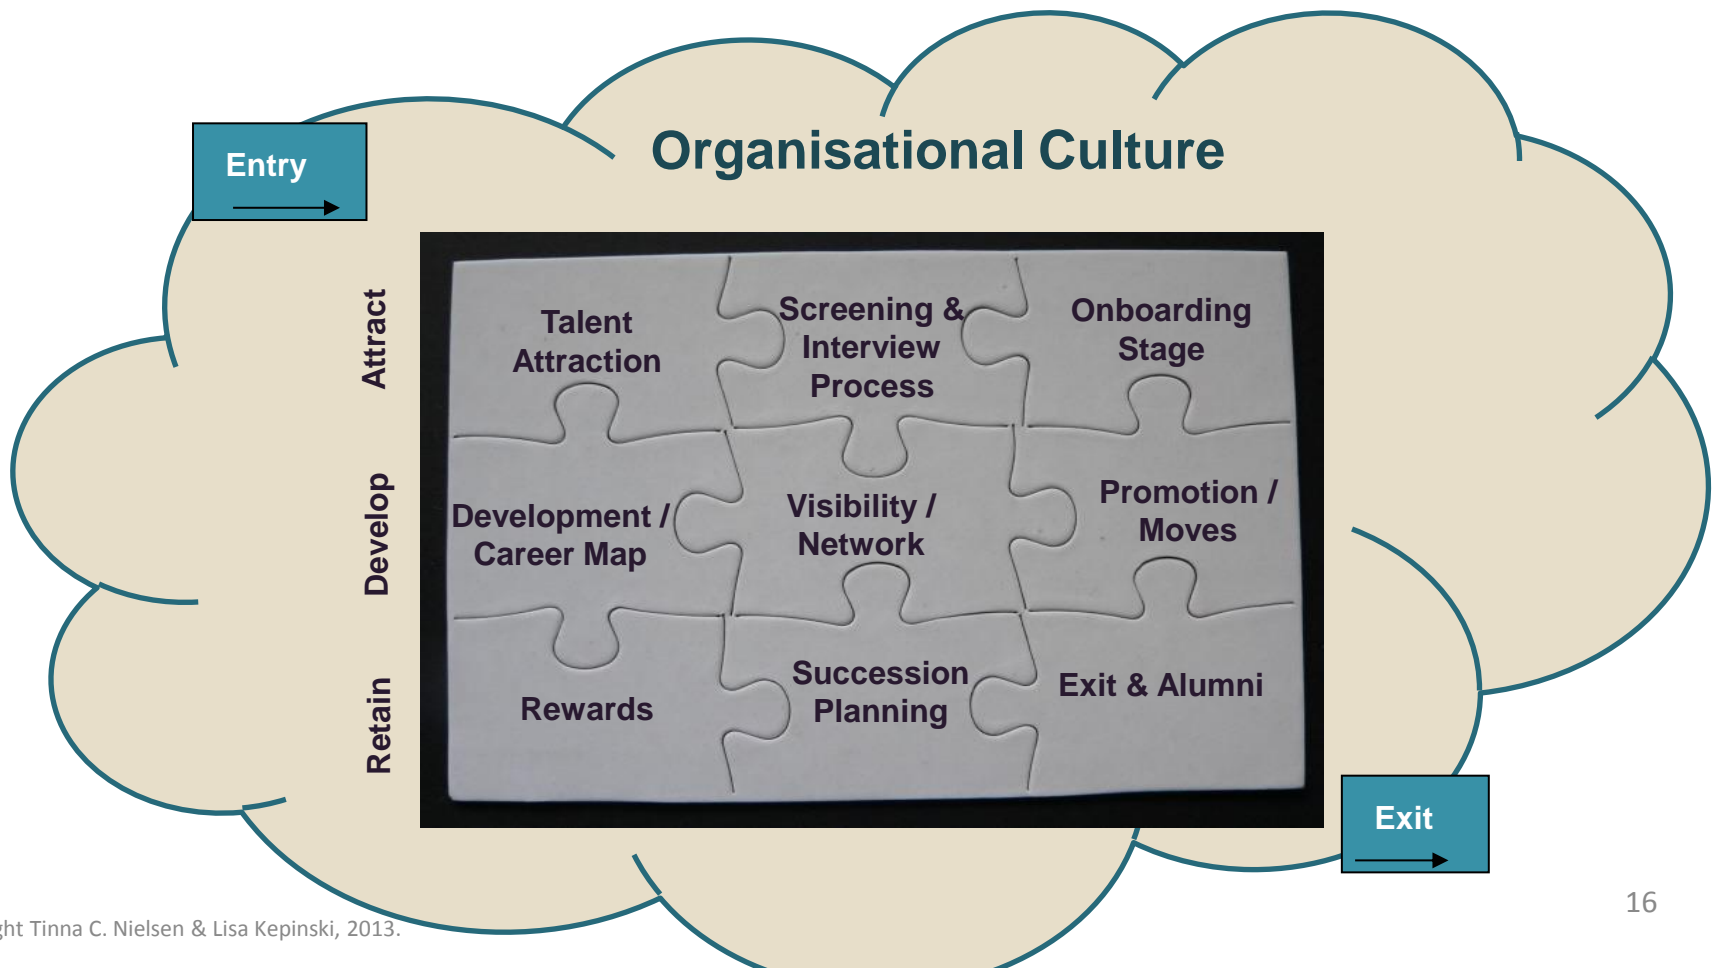 Organisational Culture
Entry
Attract
Talent
Attraction
Screening &
Interview
Process
Onboarding
Stage
Develop
Development /
Career Map
Visibility /
Network
Promotion /
Moves
Retain
Rewards
Succession
Planning
Exit & Alumni
Exit
16
Tinna C. Nielsen & Lisa Kepinski, 2013.